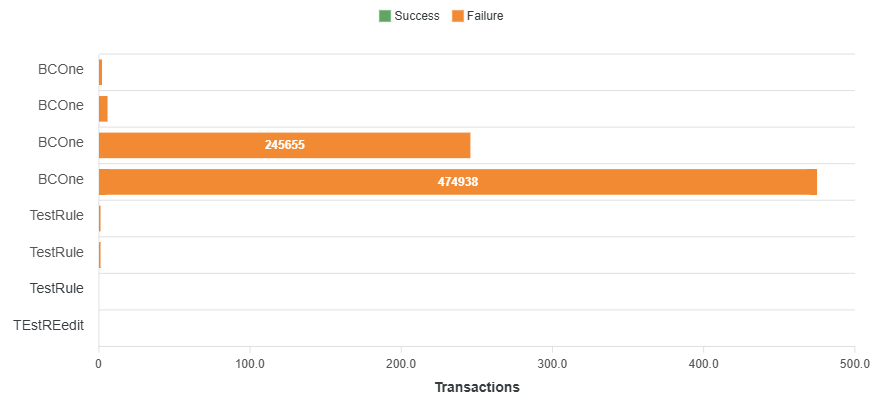 Success Failure
BCOne
BCOne
BCOne 245655
BCOne 474938
TestRule
TestRule
TestRule
TEstREedit
0 100.0 200.0 300.0 400.0 500.0
Transactions